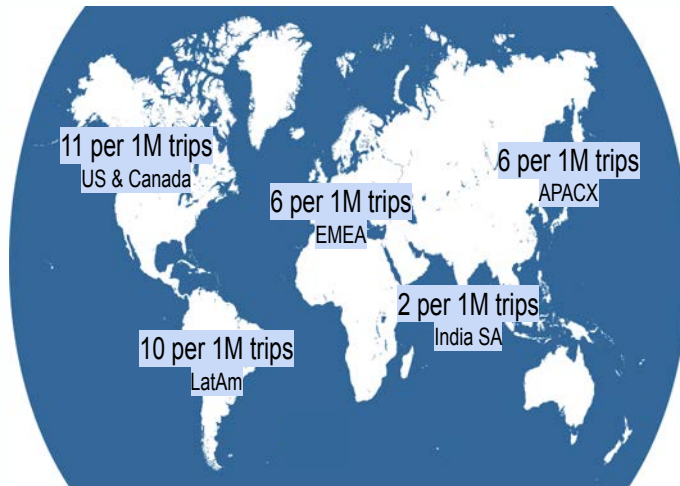 11 per 1M trips
US & Canada
6 per 1M trips
APACX
6 per 1M trips
EMEA
2 per 1M trips
India SA
10 per 1M trips
LatAm